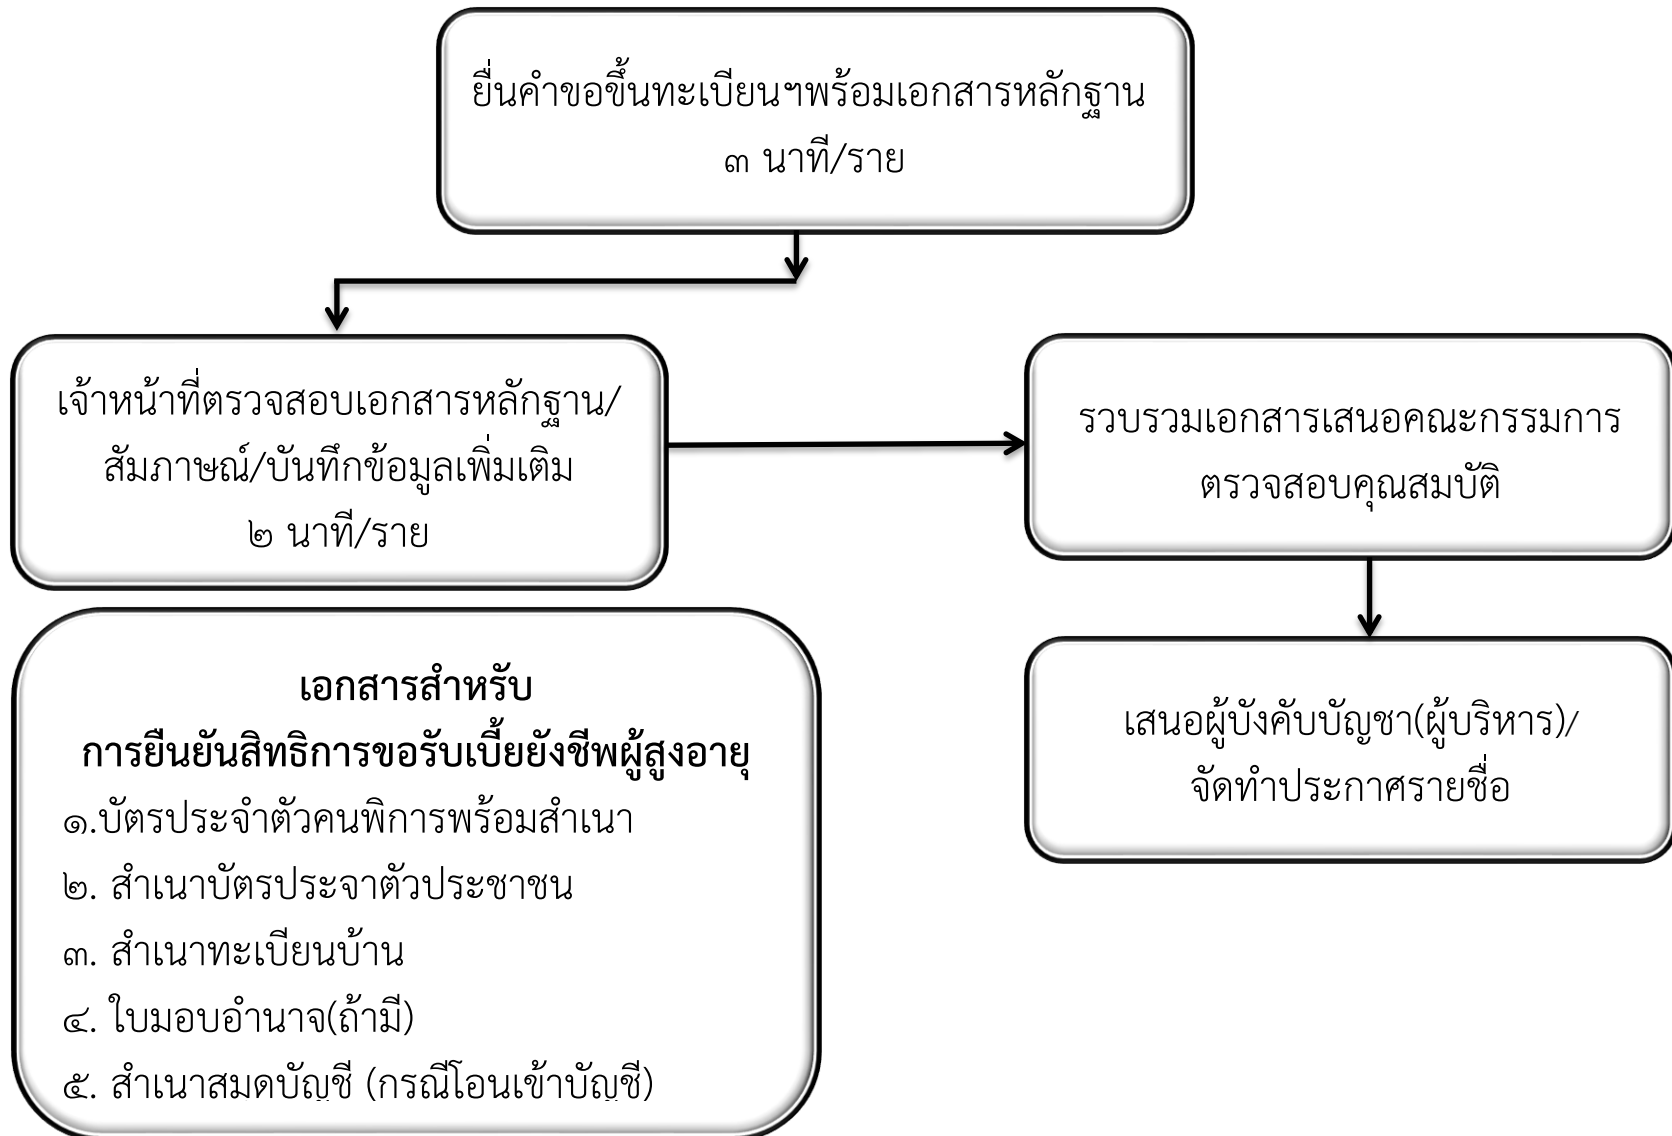 ยื่นคำขอขึ้นทะเบียนฯพร้อมเอกสารหลักฐาน
๓ นาที/ราย
เจ้าหน้าที่ตรวจสอบเอกสารหลักฐาน/
สัมภาษณ์/บันทึกข้อมูลเพิ่มเติม
๒ นาที/ราย
รวบรวมเอกสารเสนอคณะกรรมการ
ตรวจสอบคุณสมบัติ
เสนอผู้บังคับบัญชา(ผู้บริหาร)/
จัดทำประกาศรายชื่อ
เอกสารสำหรับ
การยืนยันสิทธิการขอรับเบี้ยยังชีพผู้สูงอายุ
๑.บัตรประจำตัวคนพิการพร้อมสำเนา
๒. สำเนาบัตรประจาตัวประชาชน
๓. สำเนาทะเบียนบ้าน
๔. ใบมอบอำนาจ(ถ้ามี)
๕. สำเนาสมดบัญชี (กรณีโอนเข้าบัญชี)